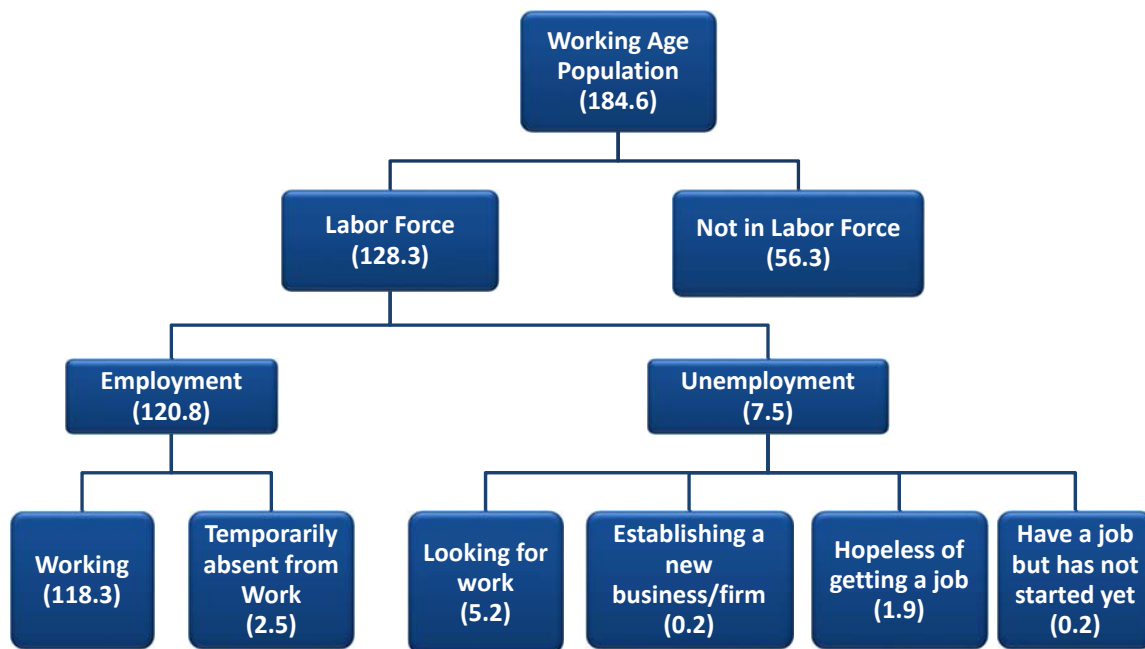 Working Age
Population
(184.6)
Labor Force
(128.3)
Not in Labor Force
(56.3)
Employment
(120.8)
Unemployment
(7.5)
Working
(118.3)
Temporarily
absent from
Work
(2.5)
Looking for
work
(5.2)
Establishing a
new
business/firm
(0.2)
Hopeless of
getting a job
(1.9)
Have a job
but has not
started yet
(0.2)